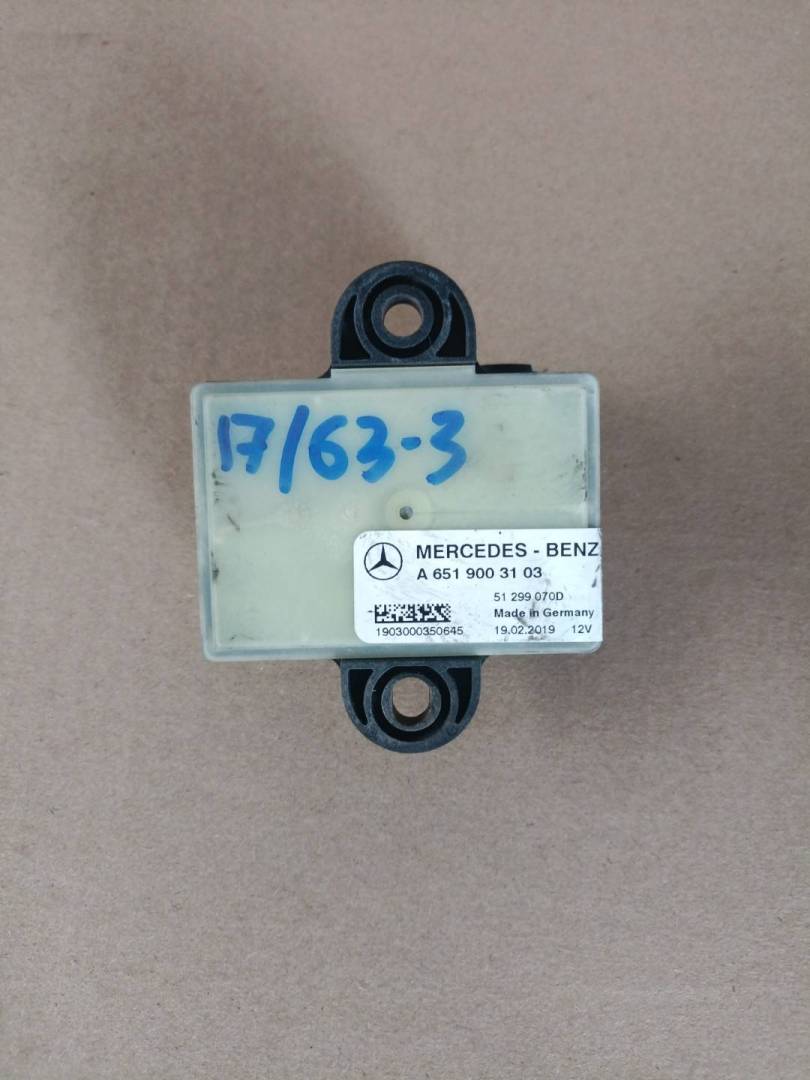 17/63-3
MERCEDES - BENZ
A 651 900 31 03
51 299 070D
Made in Germany
1903000350645
19.02.2019 12V